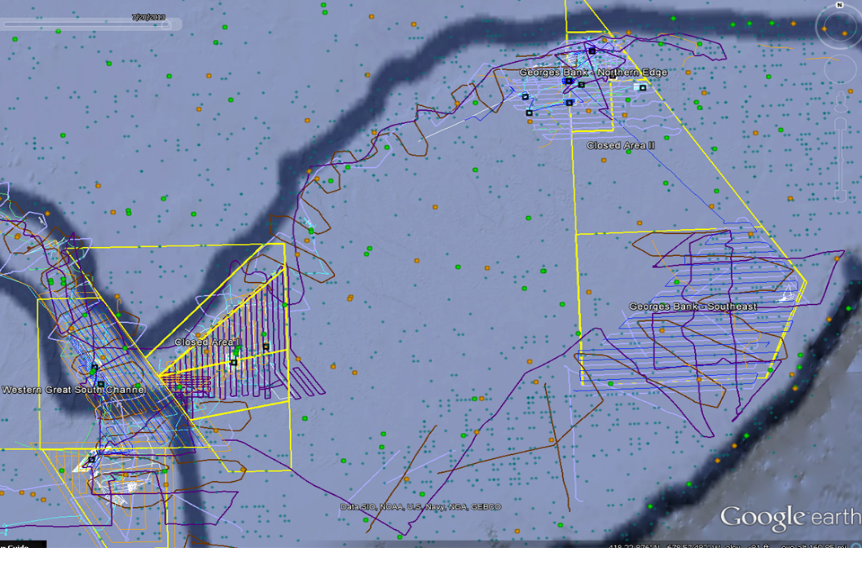 N
Georges Bank - Northern Edge
Closed Area II
Georges Bank - Southeast
Closed Area I
Western Great South Channel
Data SIO, NOAA, U.S. Navy, NGA, GEBCO
Google earth